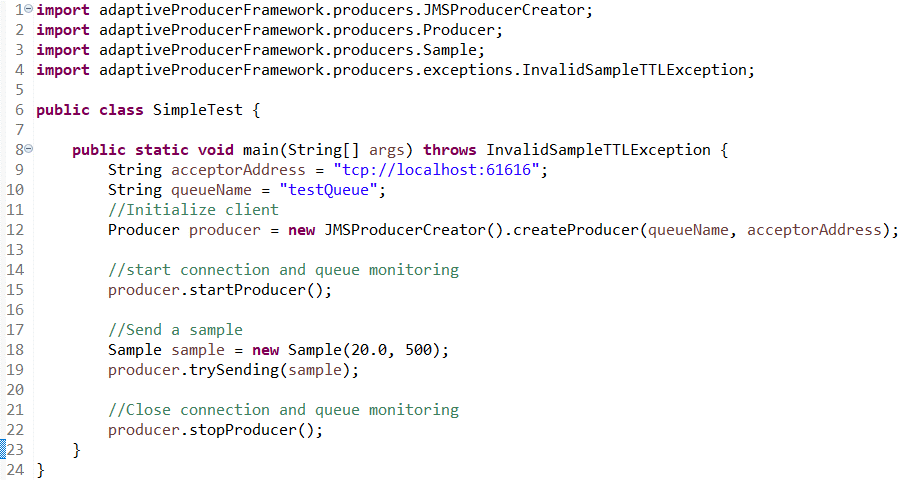 1 import adaptiveProducerFramework.producers.JMSProducerCreator;
2 import adaptiveProducerFramework.producers.Producer;
3 import adaptiveProducerFramework.producers.Sample;
4 import adaptiveProducerFramework.producers.exceptions.InvalidSampleTTLException;
5
6 public class SimpleTest {
7
8     public static void main(String[] args) throws InvalidSampleTTLException {
9         String acceptorAddress = "tcp://localhost:61616";
10         String queueName = "testQueue";
11         //Initialize client
12         Producer producer = new JMSProducerCreator().createProducer(queueName, acceptorAddress);
13
14         //start connection and queue monitoring
15         producer.startProducer();
16
17         //Send a sample
18         Sample sample = new Sample(20.0, 500);
19         producer.trySending(sample);
20
21         //Close connection and queue monitoring
22         producer.stopProducer();
23     }
24 }